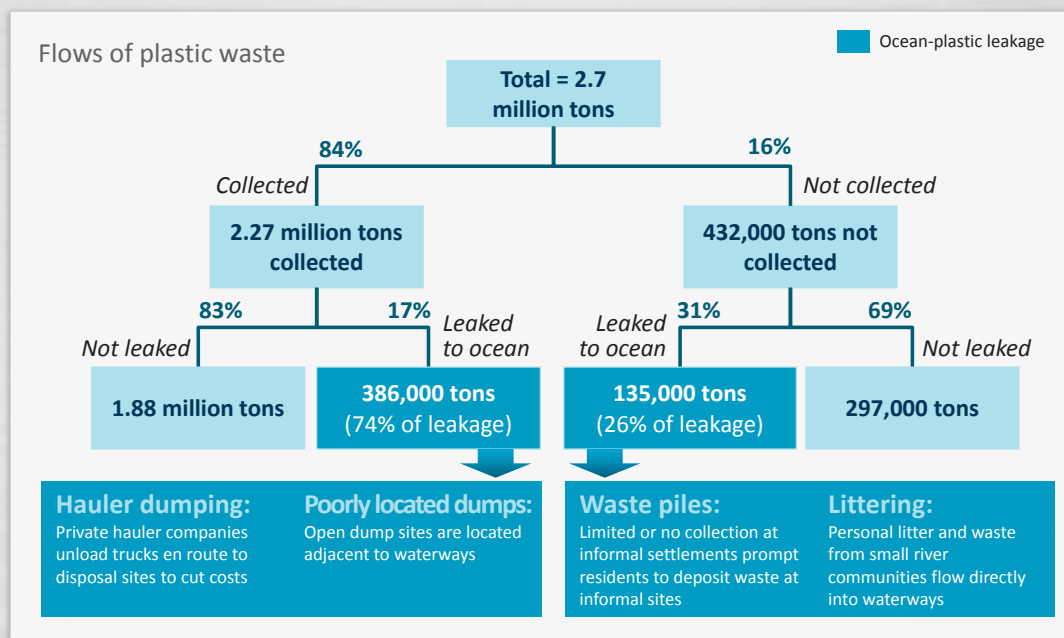 Flows of plastic waste
Ocean-plastic leakage
Total = 2.7
million tons
84%
16%
Collected
Not collected
2.27 million tons
collected
432,000 tons not
collected
83%
17%
31%
69%
Not leaked
Leaked
to ocean
Leaked
to ocean
Not leaked
1.88 million tons
386,000 tons
(74% of leakage)
135,000 tons
(26% of leakage)
297,000 tons
Hauler dumping:
Private hauler companies
unload trucks en route to
disposal sites to cut costs
Poorly located dumps:
Open dump sites are located
adjacent to waterways
Waste piles:
Limited or no collection at
informal settlements prompt
residents to deposit waste at
informal sites
Littering:
Personal litter and waste
from small river
communities flow directly
into waterways